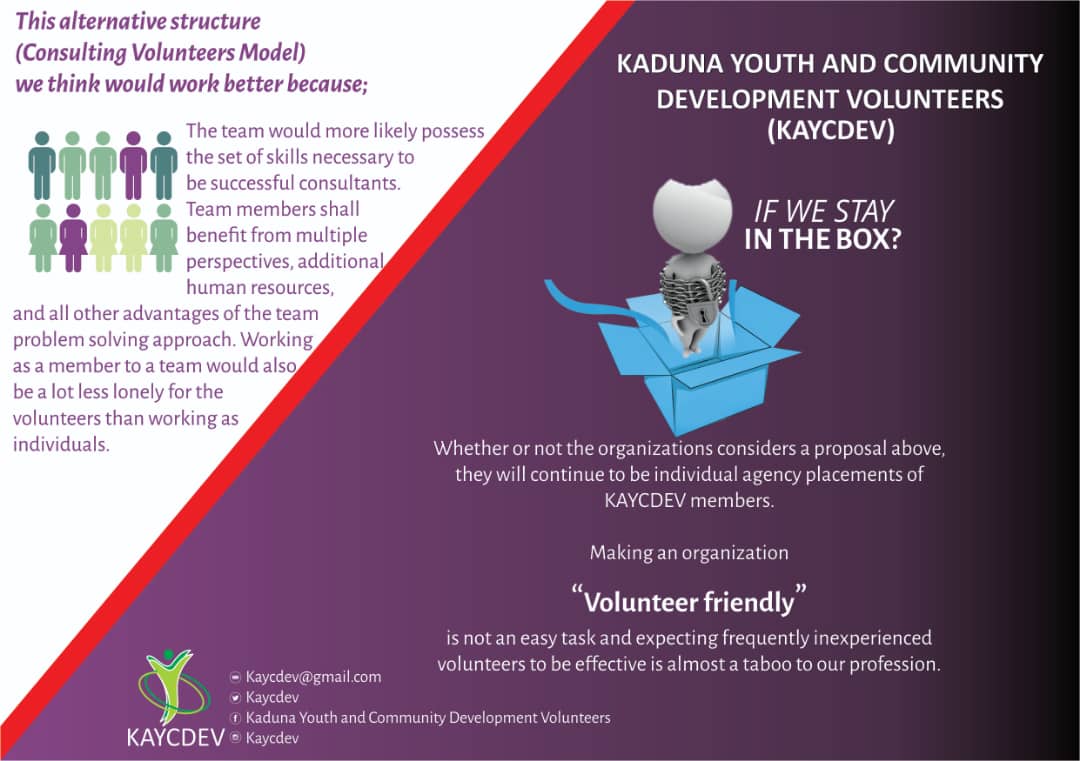 This alternative structure
(Consulting Volunteers Model)
we think would work better because;
The team would more likely possess
the set of skills necessary to
be successful consultants.
Team members shall
benefit from multiple
perspectives, additional
human resources,
and all other advantages of the team
problem solving approach. Working
as a member to a team would also
be a lot less lonely for the
volunteers than working as
individuals.
KADUNA YOUTH AND COMMUNITY
DEVELOPMENT VOLUNTEERS
(KAYCDEV)
IF WE STAY
IN THE BOX?
Whether or not the organizations considers a proposal above,
they will continue to be individual agency placements of
KAYCDEV members.
Making an organization
“Volunteer friendly”
is not an easy task and expecting frequently inexperienced
volunteers to be effective is almost a taboo to our profession.
Kaycdev@gmail.com
Kaycdev
Kaduna Youth and Community Development Volunteers
Kaycdev
KAYCDEV